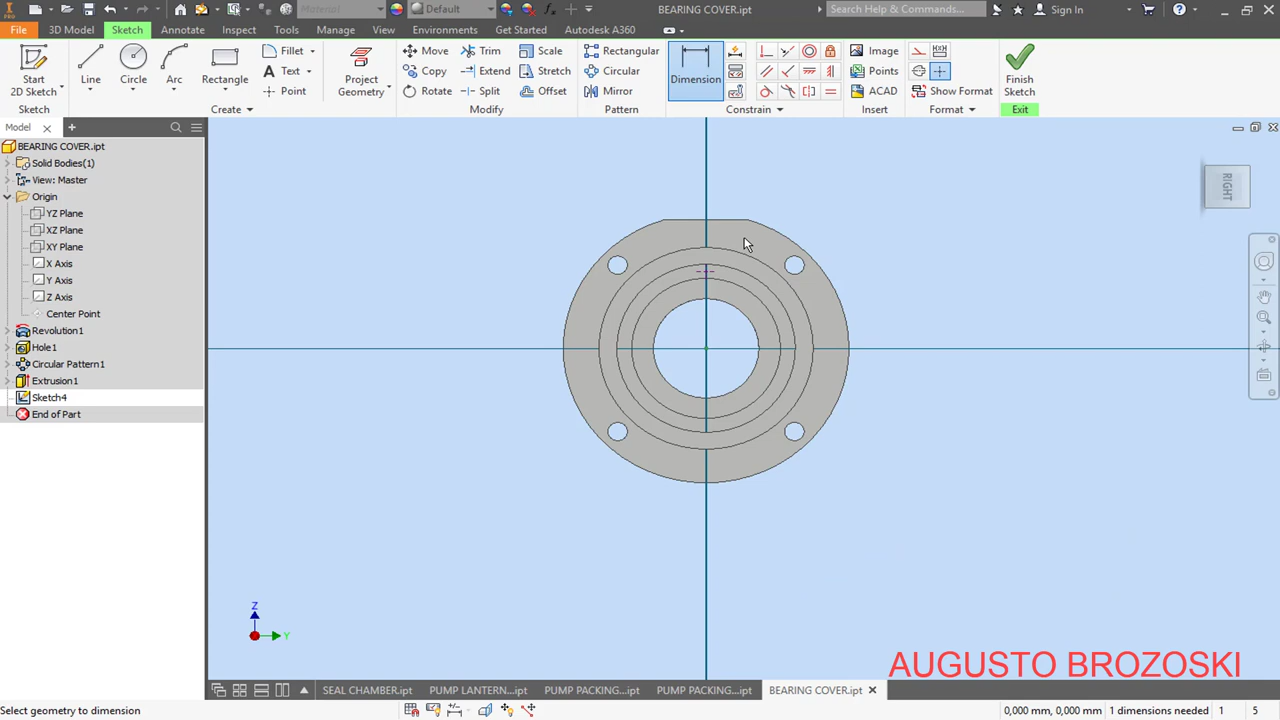 Material
Default
BEARING COVER.ipt
Search Help & Commands...
Sign In
File
3D Model
Sketch
Annotate
Inspect
Tools
Manage
View
Get Started
Environments
Autodesk A360
Start
2D Sketch
Line
Circle
Arc
Rectangle
Fillet
Text
Point
Project
Geometry
Move
Copy
Rotate
Trim
Extend
Split
Scale
Stretch
Offset
Rectangular
Circular
Mirror
Dimension
Image
Points
ACAD
Show Format
Finish
Sketch
Sketch
Create
Modify
Pattern
Constrain
Insert
Format
Exit
Model
BEARING COVER.ipt
Solid Bodies(1)
View: Master
Origin
YZ Plane
XZ Plane
XY Plane
X Axis
Y Axis
Z Axis
Center Point
Revolution1
Hole1
Circular Pattern1
Extrusion1
Sketch4
End of Part
RIGHT
Z
Y
AUGUSTO BROZOSKI
SEAL CHAMBER.ipt
PUMP LANTERN...ipt
PUMP PACKING...ipt
PUMP PACKING...ipt
BEARING COVER.ipt
Select geometry to dimension
0,000 mm, 0,000 mm
1 dimensions needed
1
5